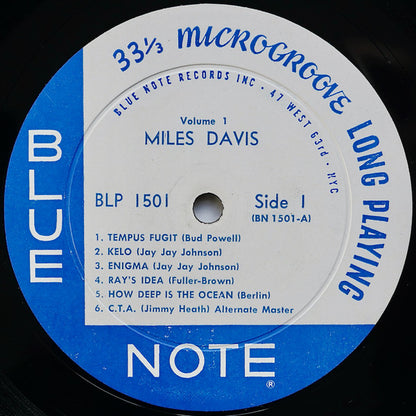 33⅓ MICROGROOVE LONG PLAYING
BLUE NOTE RECORDS INC · 47 WEST 63rd · NYC
Volume 1
MILES DAVIS
BLP 1501 Side 1
(BN 1501-A)
1. TEMPUS FUGIT (Bud Powell)
2. KELO (Jay Jay Johnson)
3. ENIGMA (Jay Jay Johnson)
4. RAY'S IDEA (Fuller-Brown)
5. HOW DEEP IS THE OCEAN (Berlin)
6. C.T.A. (Jimmy Heath) Alternate Master
BLUE
NOTE ®